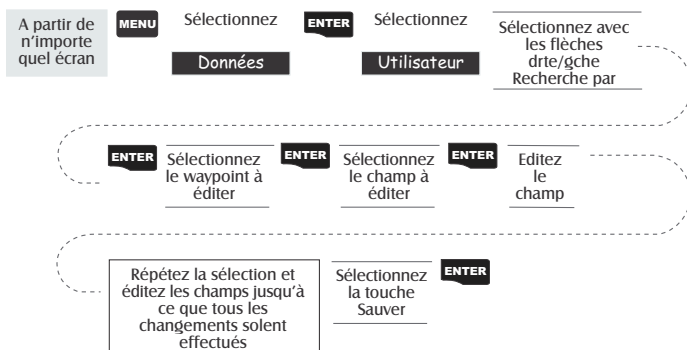 A partir de
n'importe
quel écran
MENU
Sélectionnez
Données
ENTER
Sélectionnez
Utilisateur
Sélectionnez avec
les flèches
drte/gche
Recherche par
ENTER
Sélectionnez
le waypoint à
éditer
ENTER
Sélectionnez
le champ à
éditer
ENTER
Editez
le
champ
Répétez la sélection et
éditez les champs jusqu'à
ce que tous les
changements solent
effectués
Sélectionnez
la touche
Sauver
ENTER